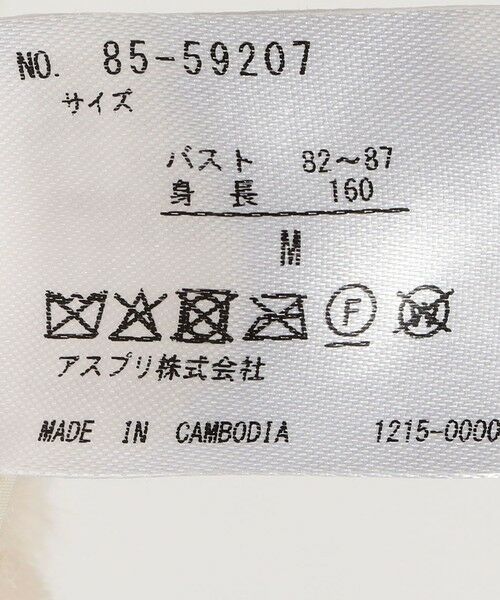 NO. 85-59207
サイズ
バスト 82～87
身長 160
M
F W
アスプリ株式会社
MADE IN CAMBODIA 1215-0000